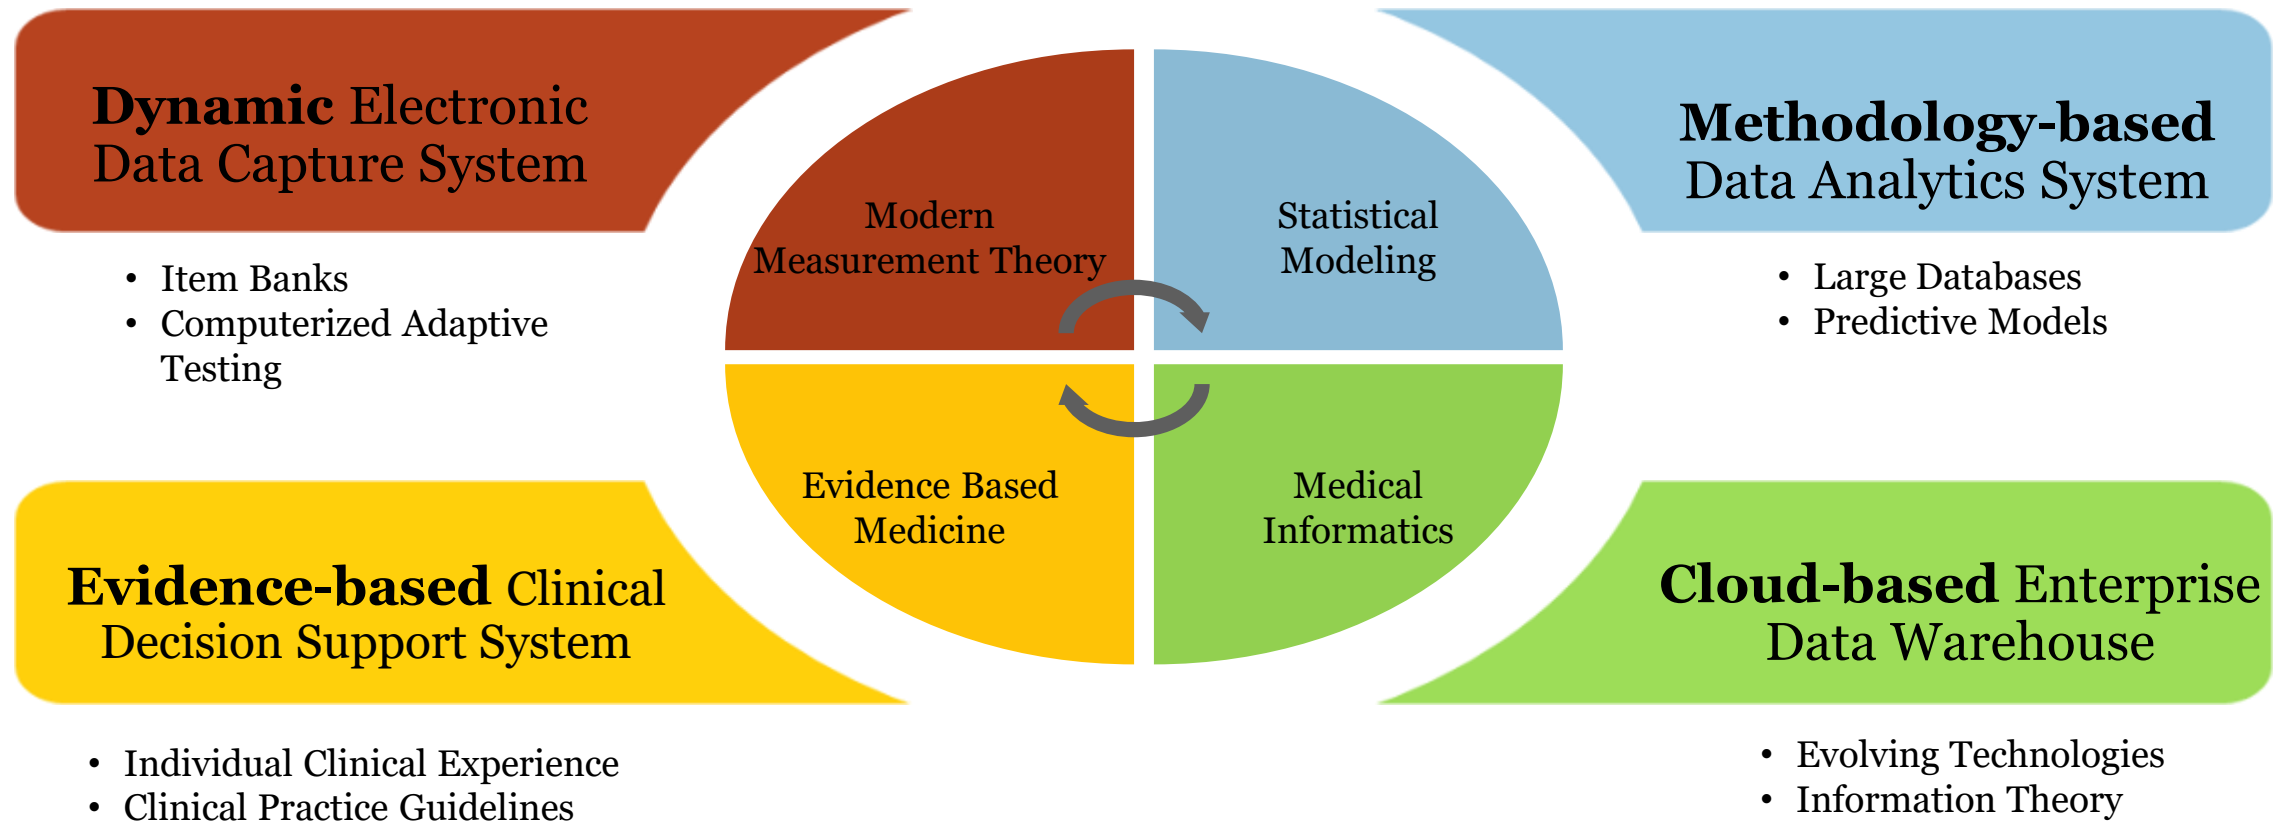 Dynamic Electronic
Data Capture System
• Item Banks
• Computerized Adaptive
Testing
Modern
Measurement Theory
Statistical
Modeling
Methodology-based
Data Analytics System
• Large Databases
• Predictive Models
Evidence-based Clinical
Decision Support System
• Individual Clinical Experience
• Clinical Practice Guidelines
Evidence Based
Medicine
Medical
Informatics
Cloud-based Enterprise
Data Warehouse
• Evolving Technologies
• Information Theory